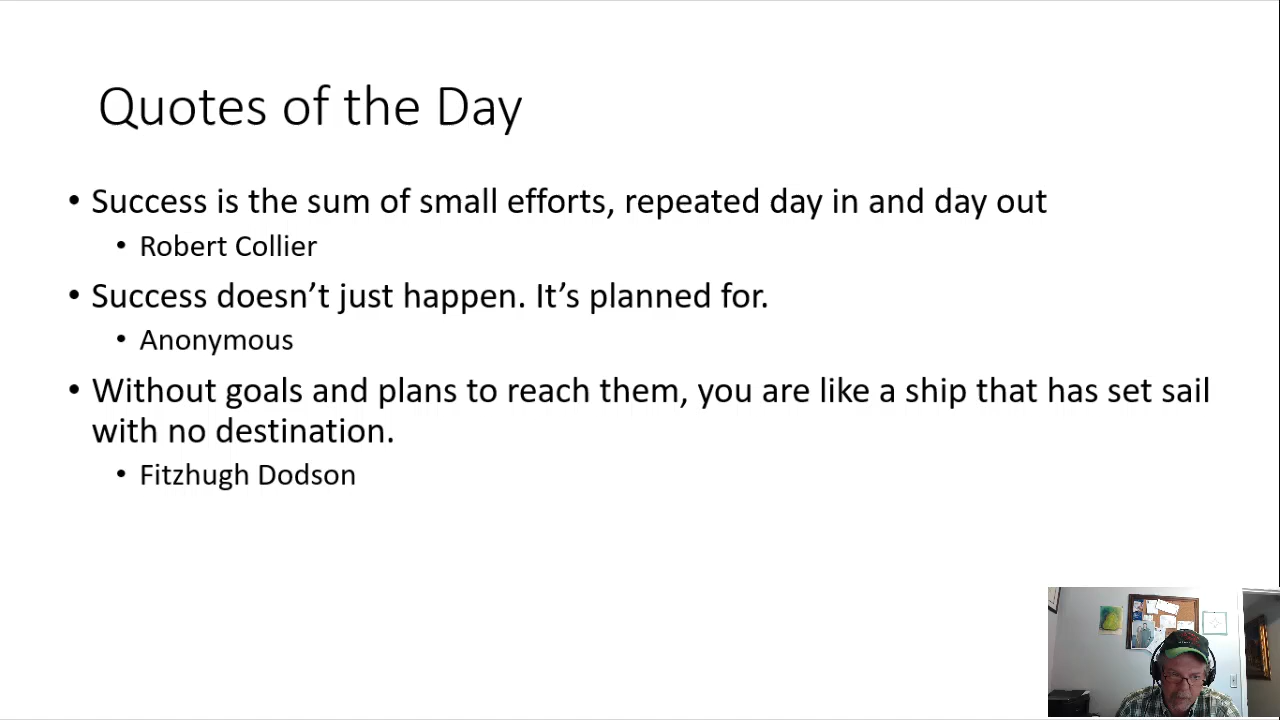 Quotes of the Day
• Success is the sum of small efforts, repeated day in and day out
• Robert Collier
• Success doesn’t just happen. It’s planned for.
• Anonymous
• Without goals and plans to reach them, you are like a ship that has set sail
with no destination.
• Fitzhugh Dodson